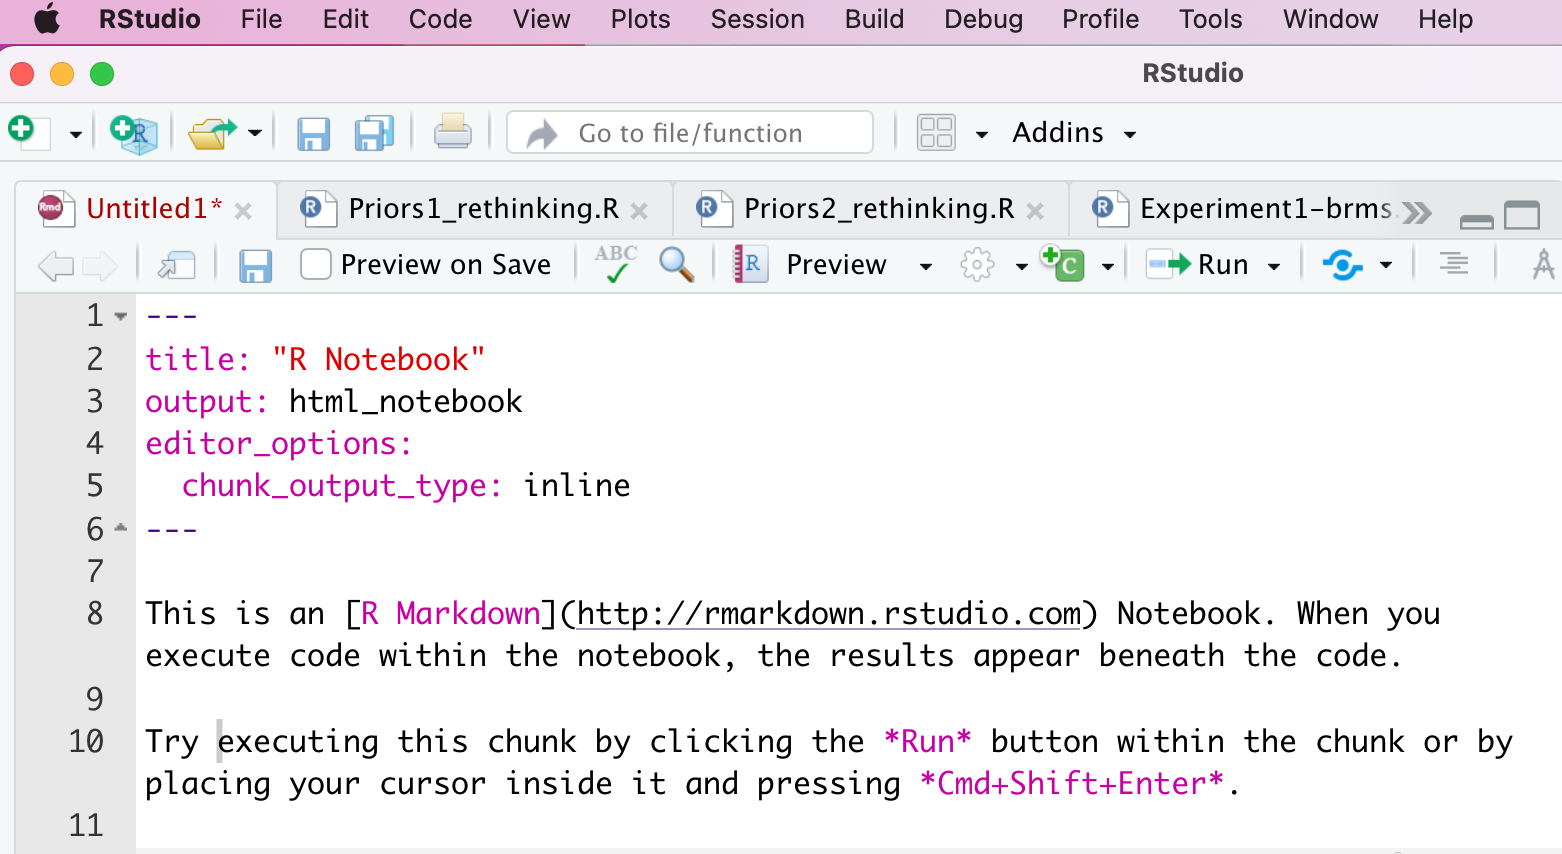 RStudio File Edit Code View Plots Session Build Debug Profile Tools Window Help
RStudio
R Go to file/function Addins
Rmd Untitled1* R Priors1_rethinking.R R Priors2_rethinking.R R Experiment1-brms.
Preview on Save ABC R Preview C Run
1 ---
2 title: "R Notebook"
3 output: html_notebook
4 editor_options:
5   chunk_output_type: inline
6 ---
7
8 This is an [R Markdown](http://rmarkdown.rstudio.com) Notebook. When you
execute code within the notebook, the results appear beneath the code.
9
10 Try executing this chunk by clicking the *Run* button within the chunk or by
placing your cursor inside it and pressing *Cmd+Shift+Enter*.
11